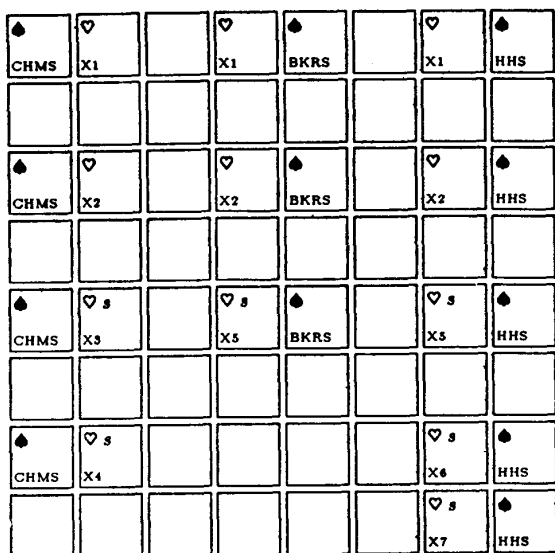 ♠ ♡ ♡ ♠ ♡ ♠
CHMS X1 X1 BKRS X1 HHS
♠ ♡ ♡ ♠ ♡ ♠
CHMS X2 X2 BKRS X2 HHS
♠ ♡ s ♡ s ♠ ♡ s ♠
CHMS X3 X5 BKRS X5 HHS
♠ ♡ s ♡ s ♠
CHMS X4 X6 HHS
♡ s ♠
X7 HHS